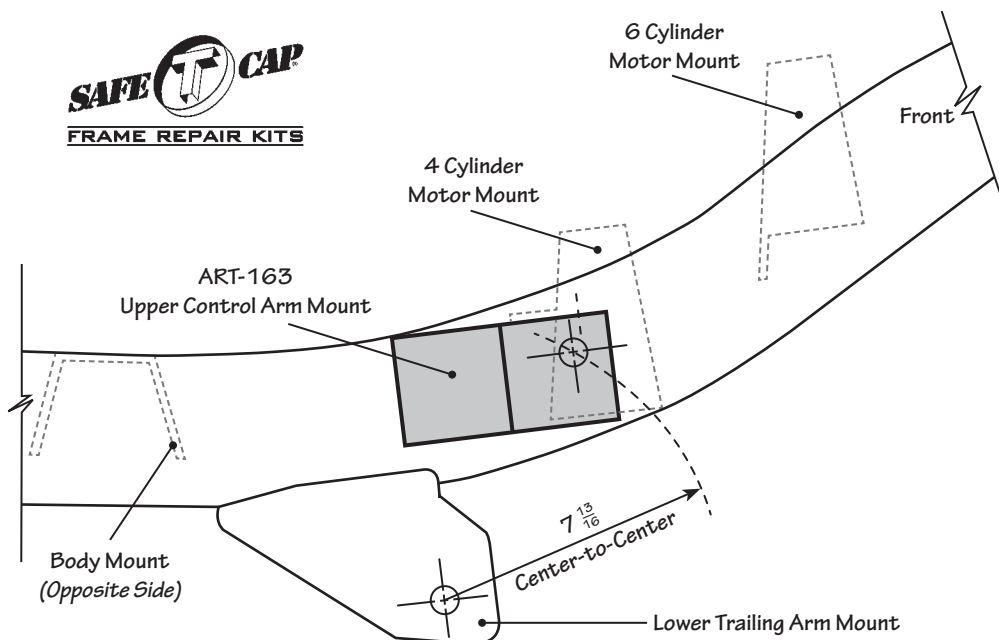 SAFE T CAP®
FRAME REPAIR KITS
6 Cylinder
Motor Mount
Front
4 Cylinder
Motor Mount
ART-163
Upper Control Arm Mount
7 13/16
Center-to-Center
Body Mount
(Opposite Side)
Lower Trailing Arm Mount